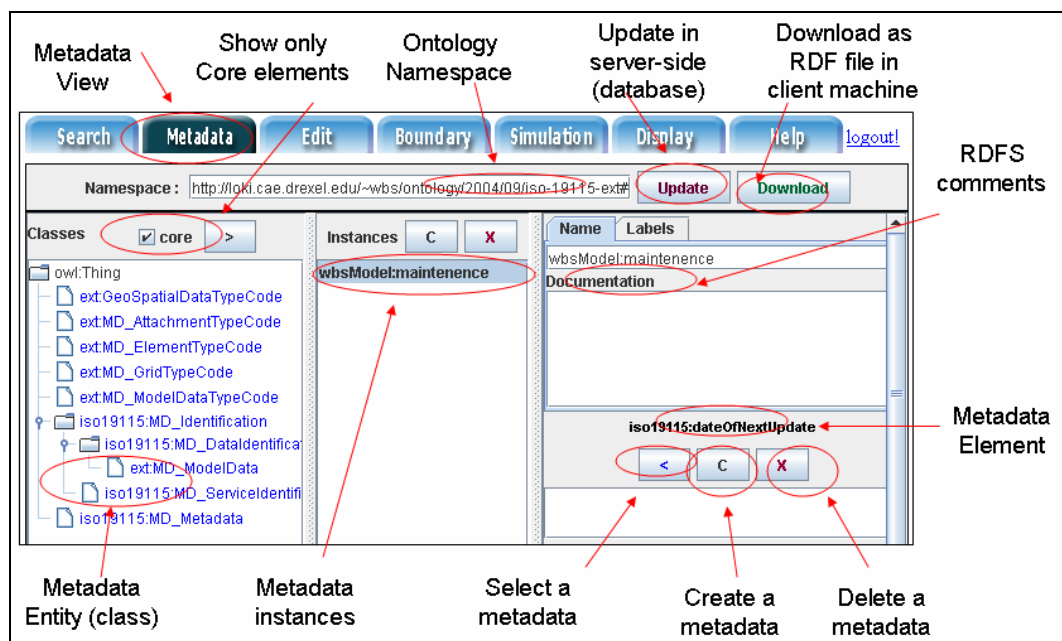 Metadata
View
Show only
Core elements
Ontology
Namespace
Update in
server-side
(database)
Download as
RDF file in
client machine
Search
Metadata
Edit
Boundary
Simulation
Display
Help
logout!
Namespace :
http://loki.cae.drexel.edu/~wbs/ontology/2004/09/iso-19115-ext#
Update
Download
RDFS
comments
Classes
core
>
Instances
C
X
Name
Labels
owl:Thing
ext:GeoSpatialDataTypeCode
ext:MD_AttachmentTypeCode
ext:MD_ElementTypeCode
ext:MD_GridTypeCode
ext:MD_ModelDataTypeCode
iso19115:MD_Identification
iso19115:MD_DataIdentificat
ext:MD_ModelData
iso19115:MD_ServiceIdentifi
iso19115:MD_Metadata
wbsModel:maintenence
wbsModel:maintenence
Documentation
iso19115:dateOfNextUpdate
<
C
X
Metadata
Element
Metadata
Entity (class)
Metadata
instances
Select a
metadata
Create a
metadata
Delete a
metadata